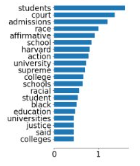 students
court
admissions
race
affirmative
school
harvard
action
university
supreme
college
schools
racial
student
black
education
universities
justice
said
colleges
0 1